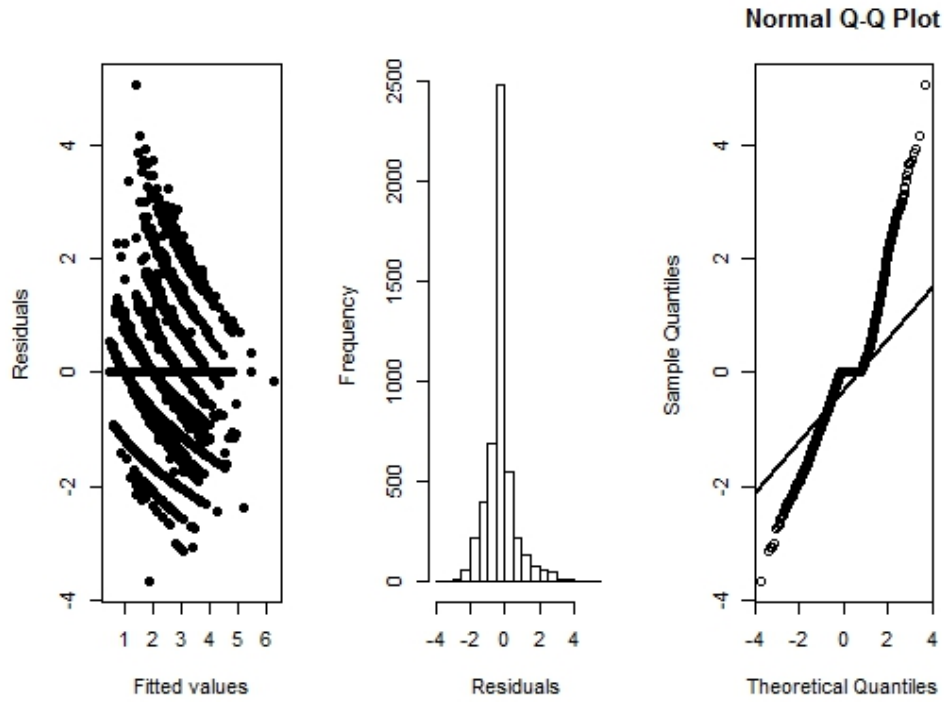 Normal Q-Q Plot
Residuals
4
2
0
-2
-4
1 2 3 4 5 6
Fitted values
Frequency
2500
2000
1500
1000
500
0
-4 -2 0 2 4
Residuals
Sample Quantiles
4
2
0
-2
-4
-4 -2 0 2 4
Theoretical Quantiles